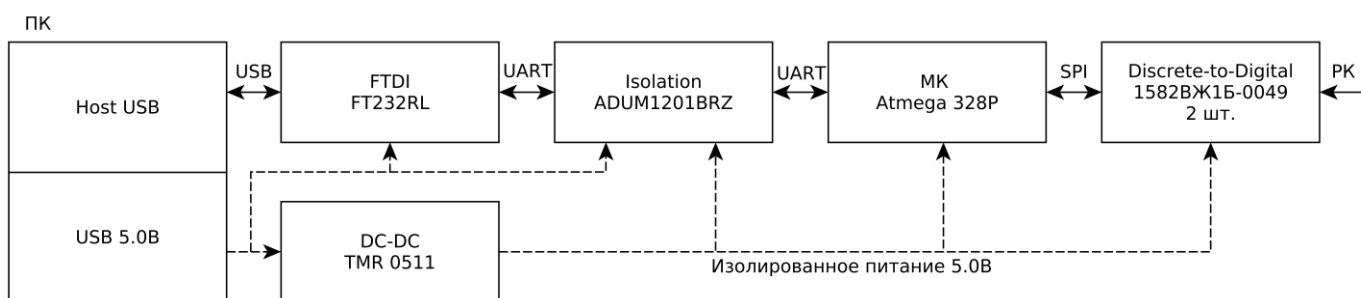 ПК
Host USB
USB 5.0В
USB
FTDI
FT232RL
UART
Isolation
ADUM1201BRZ
UART
МК
Atmega 328P
SPI
Discrete-to-Digital
1582ВЖ1Б-0049
2 шт.
РК
DC-DC
TMR 0511
Изолированное питание 5.0В